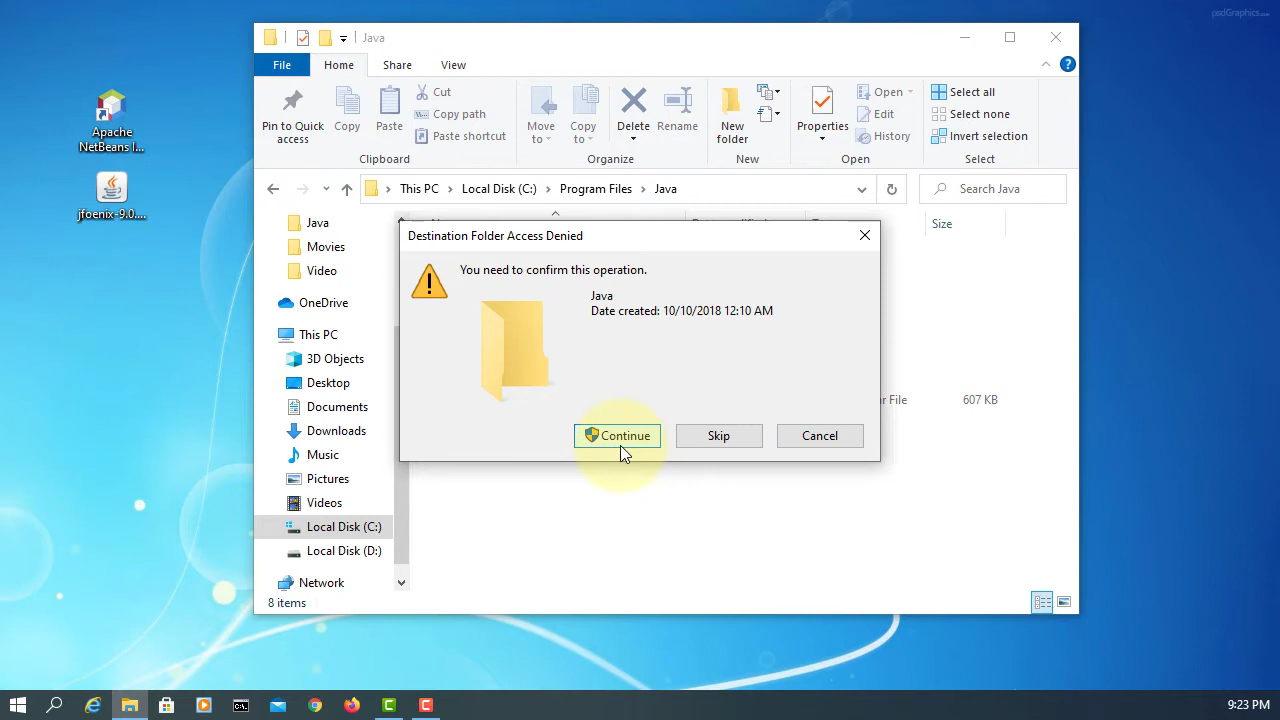 psdGraphics.com
Java
File
Home
Share
View
Pin to Quick
access
Copy
Paste
Cut
Copy path
Paste shortcut
Clipboard
Move
to
Copy
to
Delete
Rename
Organize
New
folder
New
Properties
Open
Edit
History
Open
Select all
Select none
Invert selection
Select
Apache
NetBeans I...
jfoenix-9.0....
This PC
Local Disk (C:)
Program Files
Java
Search Java
Size
Java
Movies
Video
OneDrive
This PC
3D Objects
Desktop
Documents
Downloads
Music
Pictures
Videos
Local Disk (C:)
Local Disk (D:)
Network
Destination Folder Access Denied
You need to confirm this operation.
Java
Date created: 10/10/2018 12:10 AM
Continue
Skip
Cancel
File
607 KB
8 items
9:23 PM